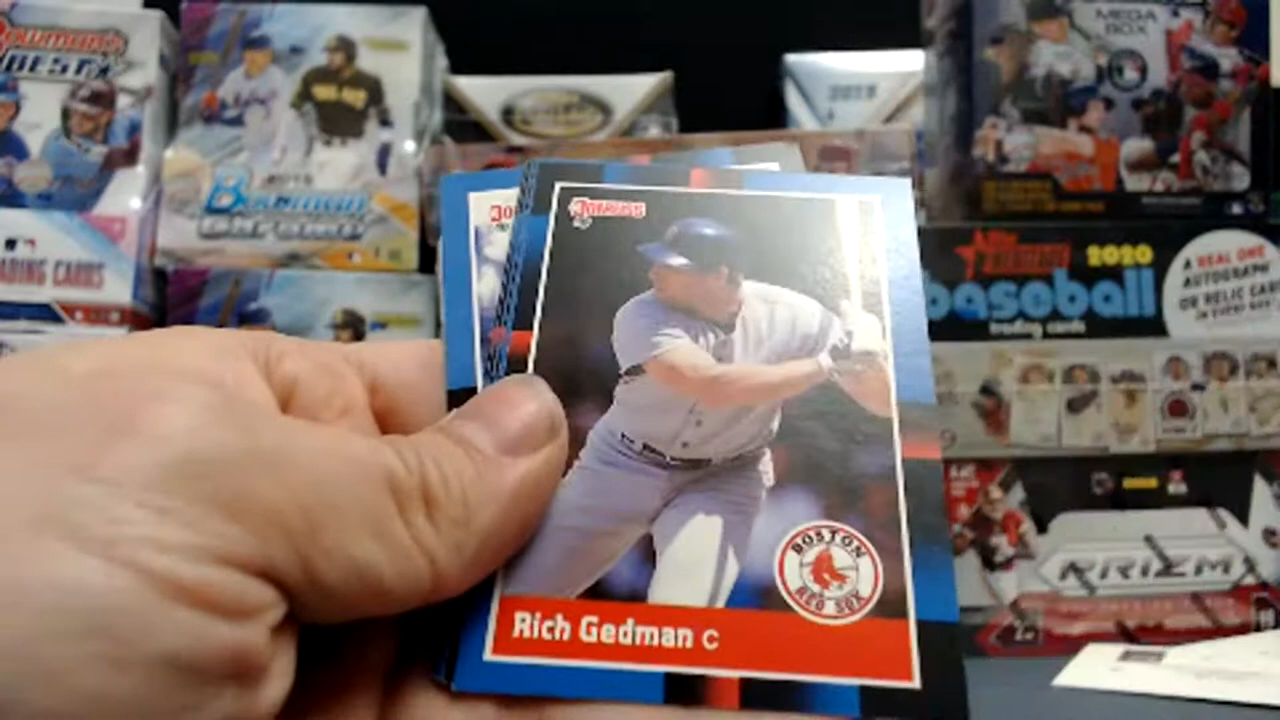 Bowman's
BEST
MEGA
BOX
2019
DONRUSS
Bowman
CHROME
TRADING CARDS
Topps
HERITAGE
2020
baseball
trading cards
A REAL ONE
AUTOGRAPH
OR RELIC CARD
IN EVERY BOX!
BOSTON
RED SOX
PRIZM
Rich Gedman C